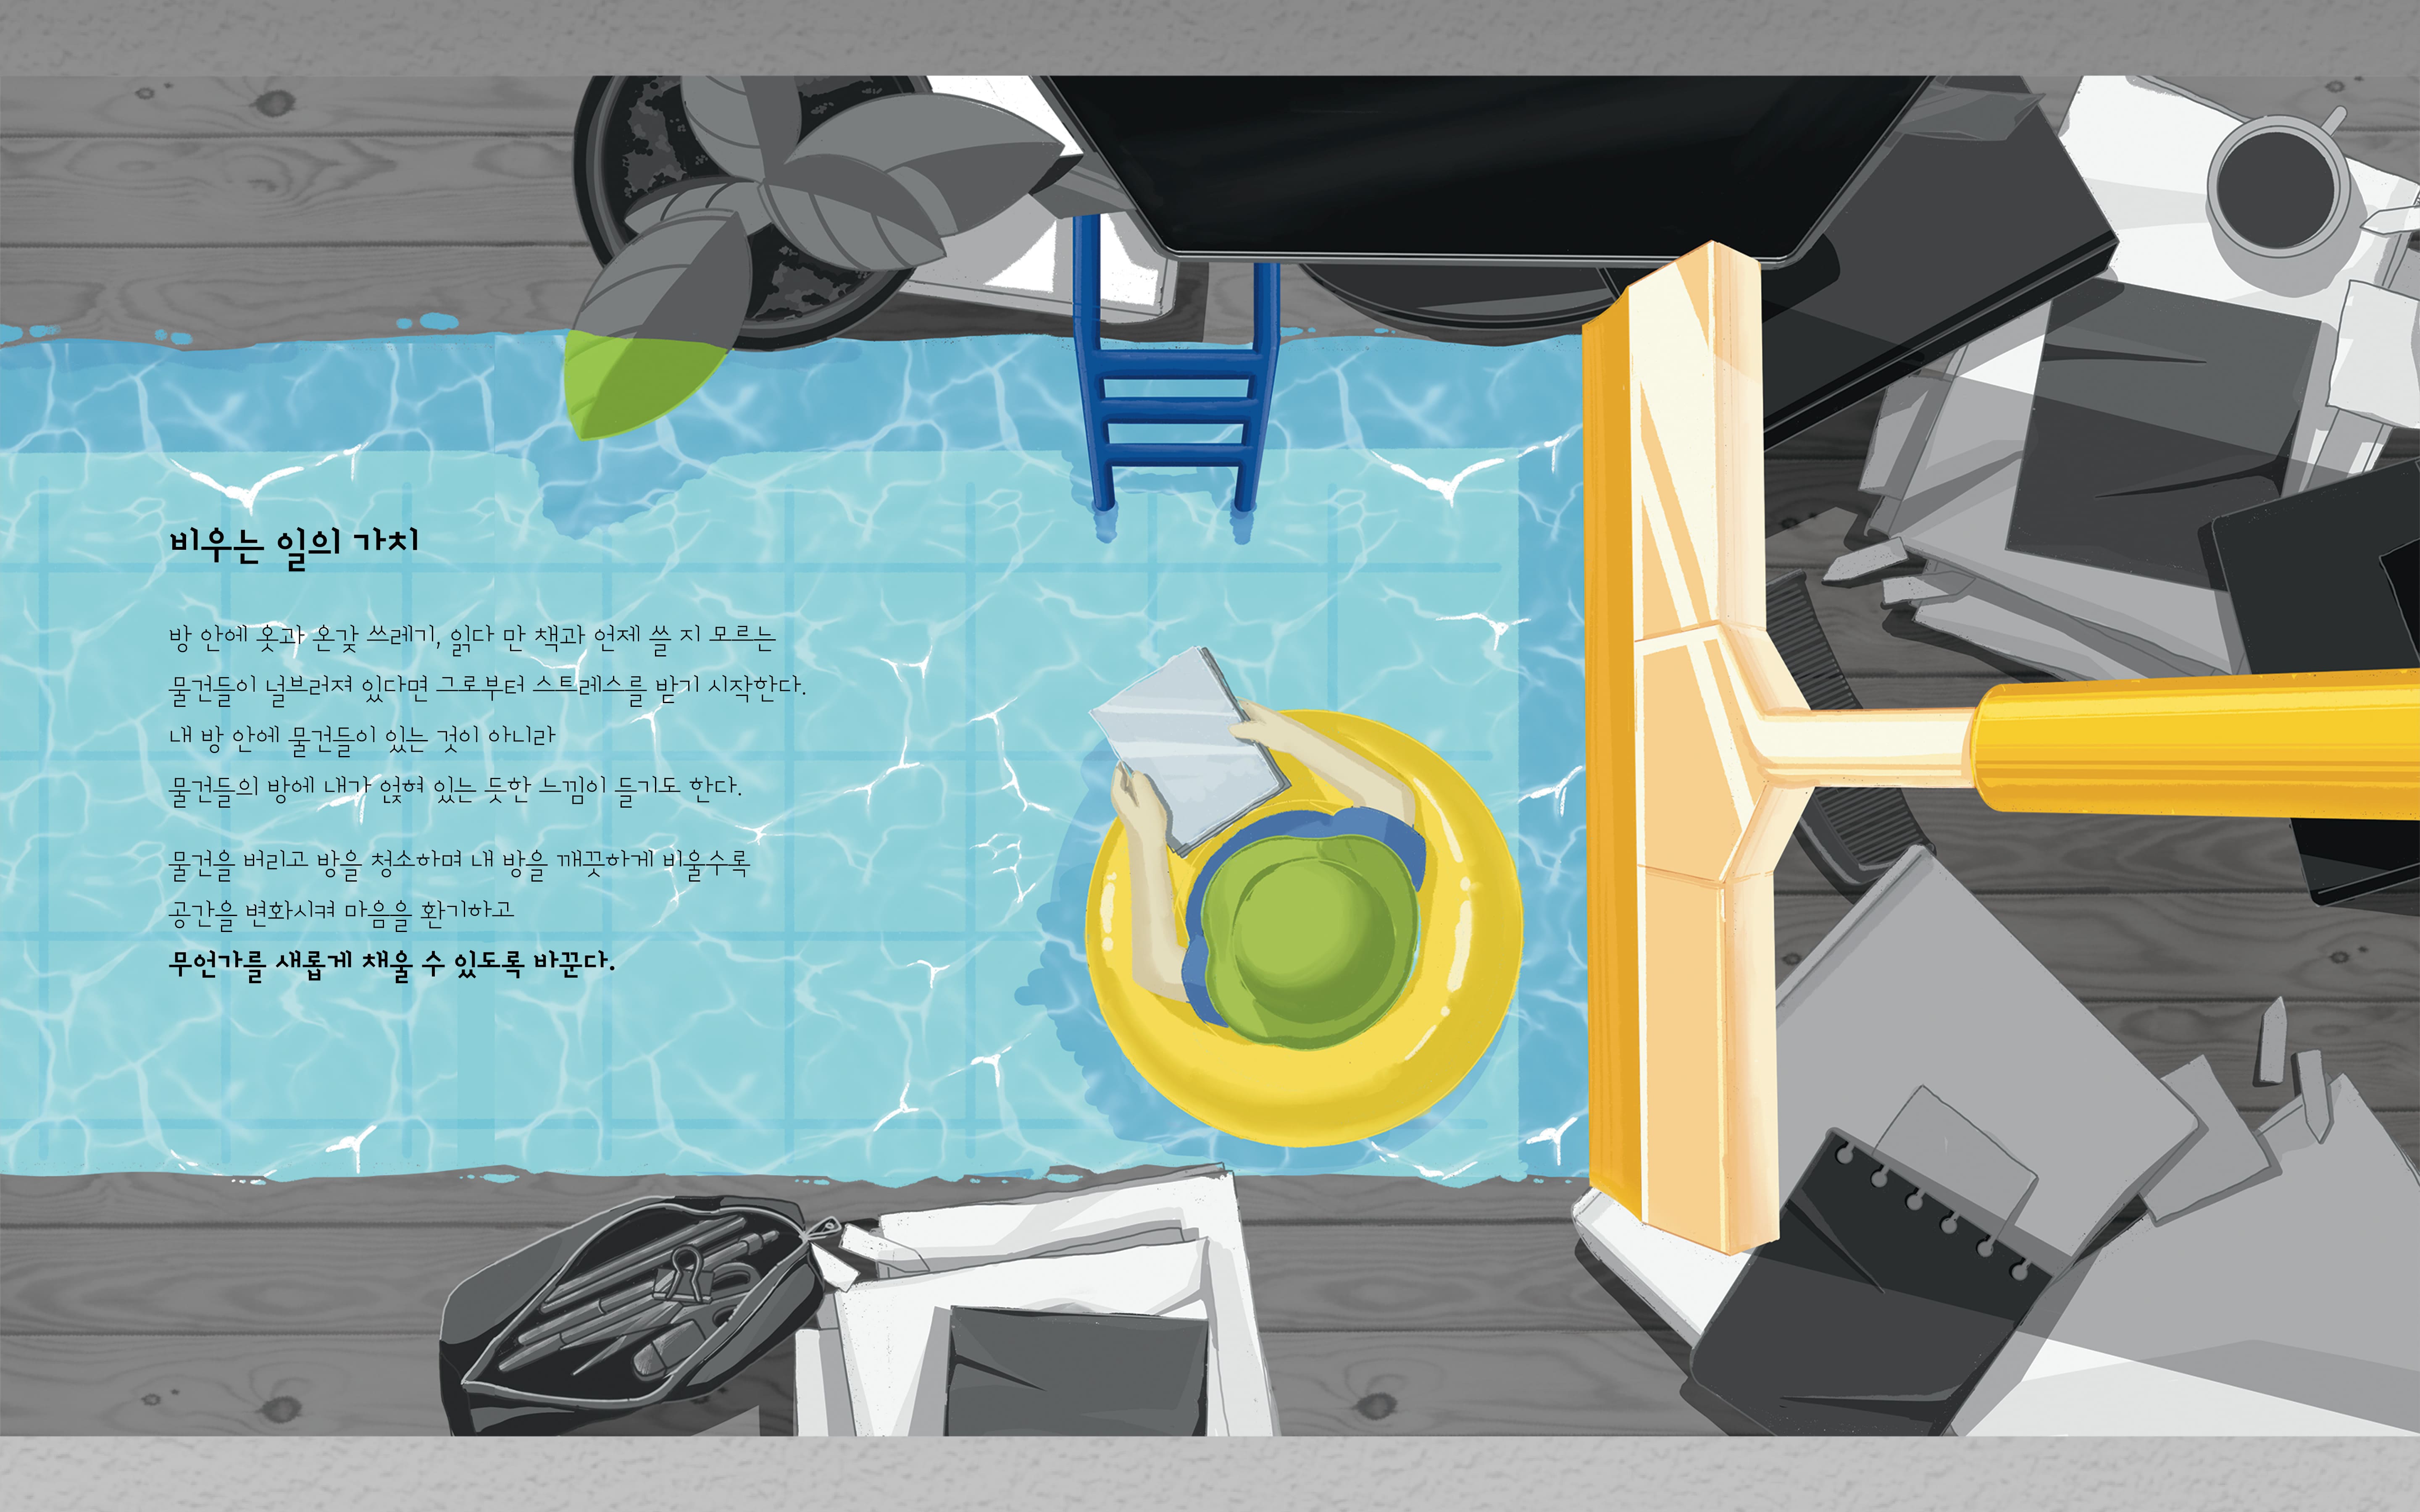 비우는 일의 가치
방 안에 옷과 온갖 쓰레기, 읽다 만 책과 언제 쓸 지 모르는
물건들이 널브러져 있다면 그로부터 스트레스를 받기 시작한다.
내 방 안에 물건들이 있는 것이 아니라
물건들의 방에 내가 얹혀 있는 듯한 느낌이 들기도 한다.
물건을 버리고 방을 청소하며 내 방을 깨끗하게 비울수록
공간을 변화시켜 마음을 환기하고
무언가를 새롭게 채울 수 있도록 바꾼다.